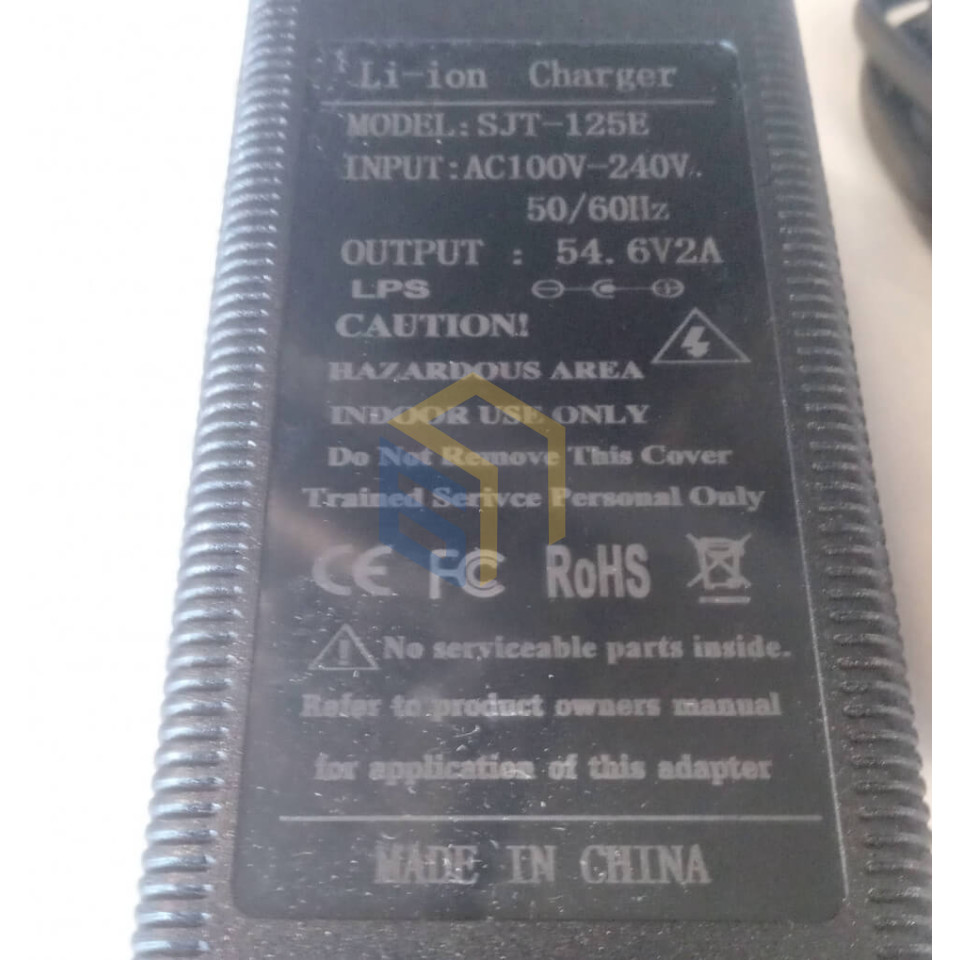 Li-ion Charger
MODEL:SJT-125E
INPUT:AC100V-240V
50/60Hz
OUTPUT : 54.6V2A
LPS
CAUTION!
HAZARDOUS AREA
INDOOR USE ONLY
Do Not Remove This Cover
Trained Serivce Personal Only
CE FC RoHS
No serviceable parts inside.
Refer to product owners manual
for application of this adapter
MADE IN CHINA